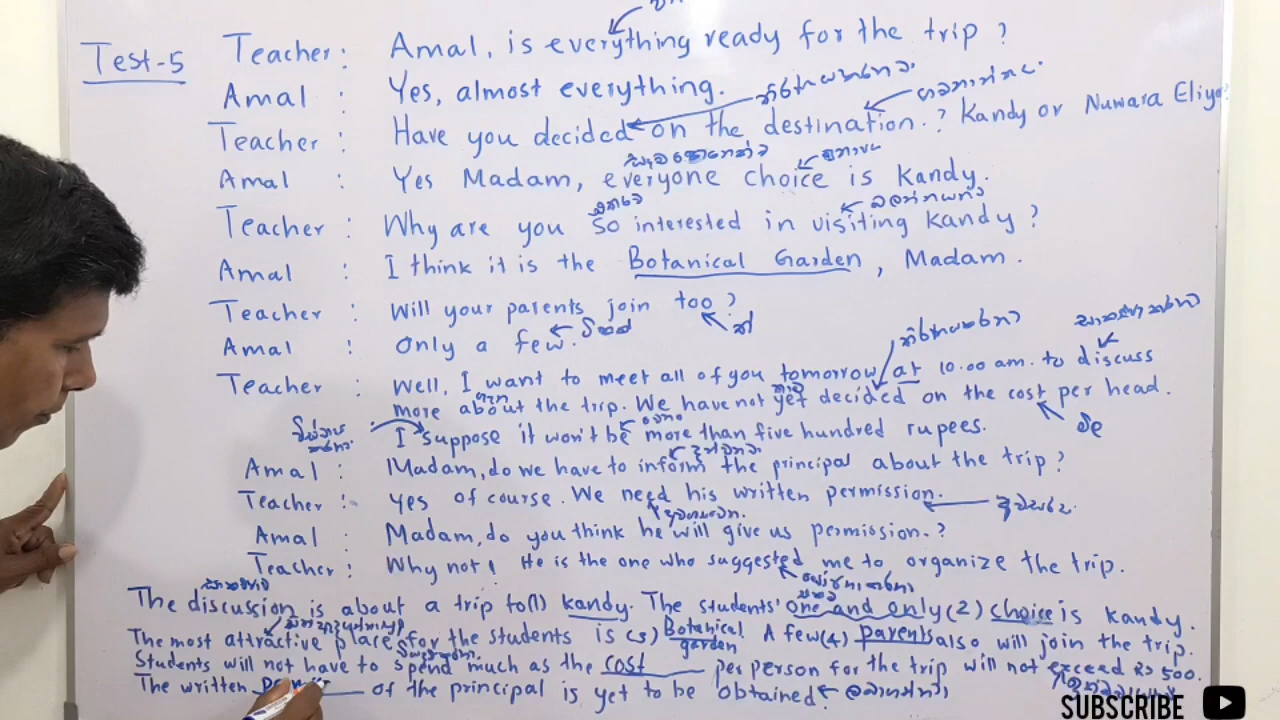 Test-5
Teacher: Amal, is everything ready for the trip?
Amal : Yes, almost everything.
තීරණය කරනවා
ගමනාන්තය
Teacher : Have you decided on the destination.? Kandy or Nuwara Eliya?
සෑම කෙනෙක්ම
Amal : Yes Madam, everyone choice is Kandy.
Teacher : Why are you so interested in visiting Kandy?
Amal : I think it is the Botanical Garden, Madam.
Teacher : Will your parents join too?
ත්
Amal : Only a few.
Teacher : Well, I want to meet all of you tomorrow at 10.00 am. to discuss
more about the trip. We have not yet decided on the cost per head.
I suppose it won't be more than five hundred rupees.
Amal : Madam, do we have to inform the principal about the trip?
Teacher : Yes of course. We need his written permission.
Amal : Madam, do you think he will give us permission.?
Teacher : Why not! He is the one who suggested me to organize the trip.
The discussion is about a trip to (1) Kandy. The students' one and only (2) choice is Kandy.
The most attractive place for the students is (3) Botanical garden A few (4) parents also will join the trip.
Students will not have to spend much as the cost per person for the trip will not exceed Rs 500.
The written of the principal is yet to be obtained.
SUBSCRIBE